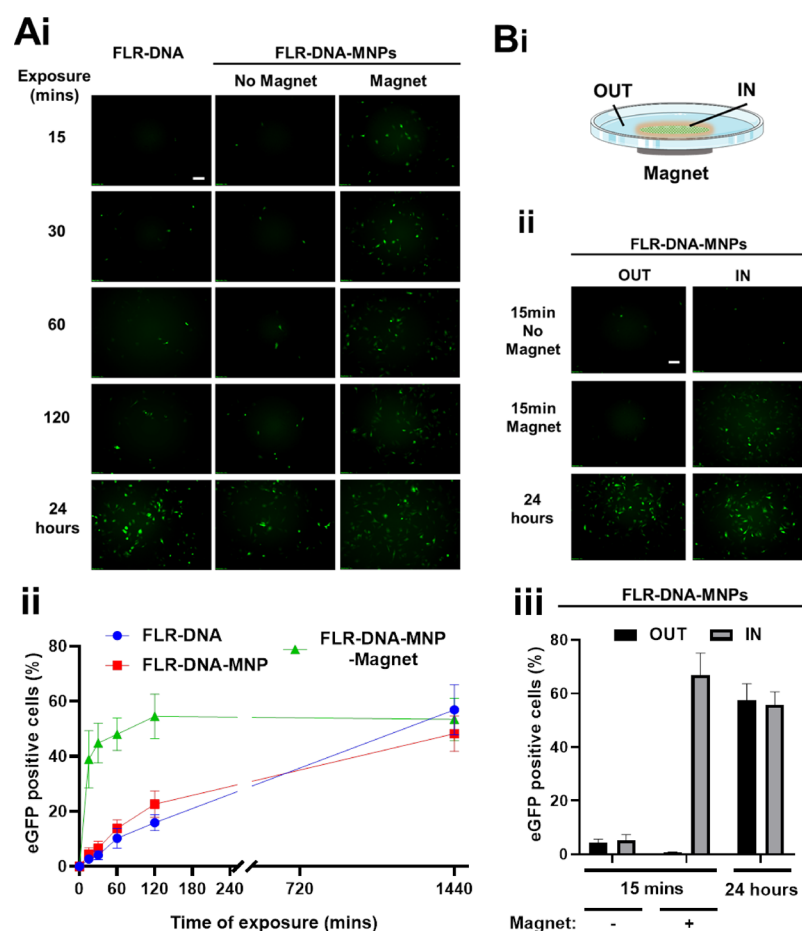 Ai
FLR-DNA
FLR-DNA-MNPs
Exposure
(mins)
No Magnet
Magnet
15
30
60
120
24
hours
ii
FLR-DNA
FLR-DNA-MNP
FLR-DNA-MNP
-Magnet
eGFP positive cells (%)
80
60
40
20
0
0
60
120
180
240
720
1440
Time of exposure (mins)
Bi
OUT
IN
Magnet
ii
FLR-DNA-MNPs
OUT
IN
15min
No
Magnet
15min
Magnet
24
hours
iii
FLR-DNA-MNPs
OUT
IN
eGFP positive cells (%)
80
60
40
20
0
15 mins
24 hours
Magnet:
-
+